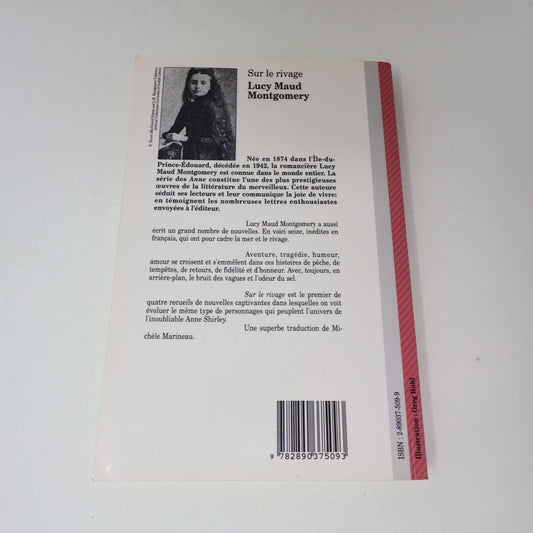 Sur le rivage
Lucy Maud
Montgomery
Née en 1874 dans l'Île-du-
Prince-Édouard, décédée en 1942, la romancière Lucy
Maud Montgomery est connue dans le monde entier. La
série des Anne constitue l'une des plus prestigieuses
œuvres de la littérature du merveilleux. Cette auteure
séduit ses lecteurs et leur communique la joie de vivre:
en témoignent les nombreuses lettres enthousiastes
envoyées à l'éditeur.
Lucy Maud Montgomery a aussi
écrit un grand nombre de nouvelles. En voici seize, inédites en
français, qui ont pour cadre la mer et le rivage.
Aventure, tragédie, humour,
amour se croisent et s'emmêlent dans ces histoires de pêche, de
tempêtes, de retours, de fidélité et d'honneur. Avec, toujours, en
arrière-plan, le bruit des vagues et l'odeur du sel.
Sur le rivage est le premier de
quatre recueils de nouvelles captivantes dans lesquelles on voit
évoluer le même type de personnages qui peuplent l'univers de
l'inoubliable Anne Shirley.
Une superbe traduction de Mi-
chèle Marineau.
9 782890 375093
ISBN : 2-89037-509-9
Illustration : Greg Ruhl